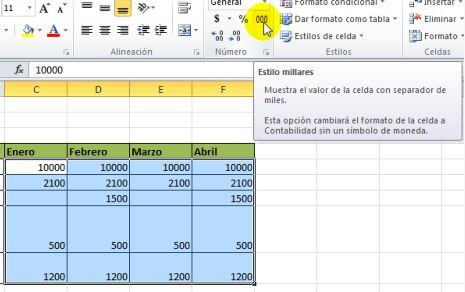 11 A A General Formato condicional Insertar
$ % 000 Dar formato como tabla Eliminar
Estilos de celda Formato
Alineación Número Estilos Celdas
fx 10000
Estilo millares
Muestra el valor de la celda con separador de
miles.
Esta opción cambiará el formato de la celda a
Contabilidad sin un símbolo de moneda.
C D E F
Enero Febrero Marzo Abril
10000 10000 10000 10000
2100 2100 2100 2100
1500 1500 1500
500 500 500 500
1200 1200 1200 1200